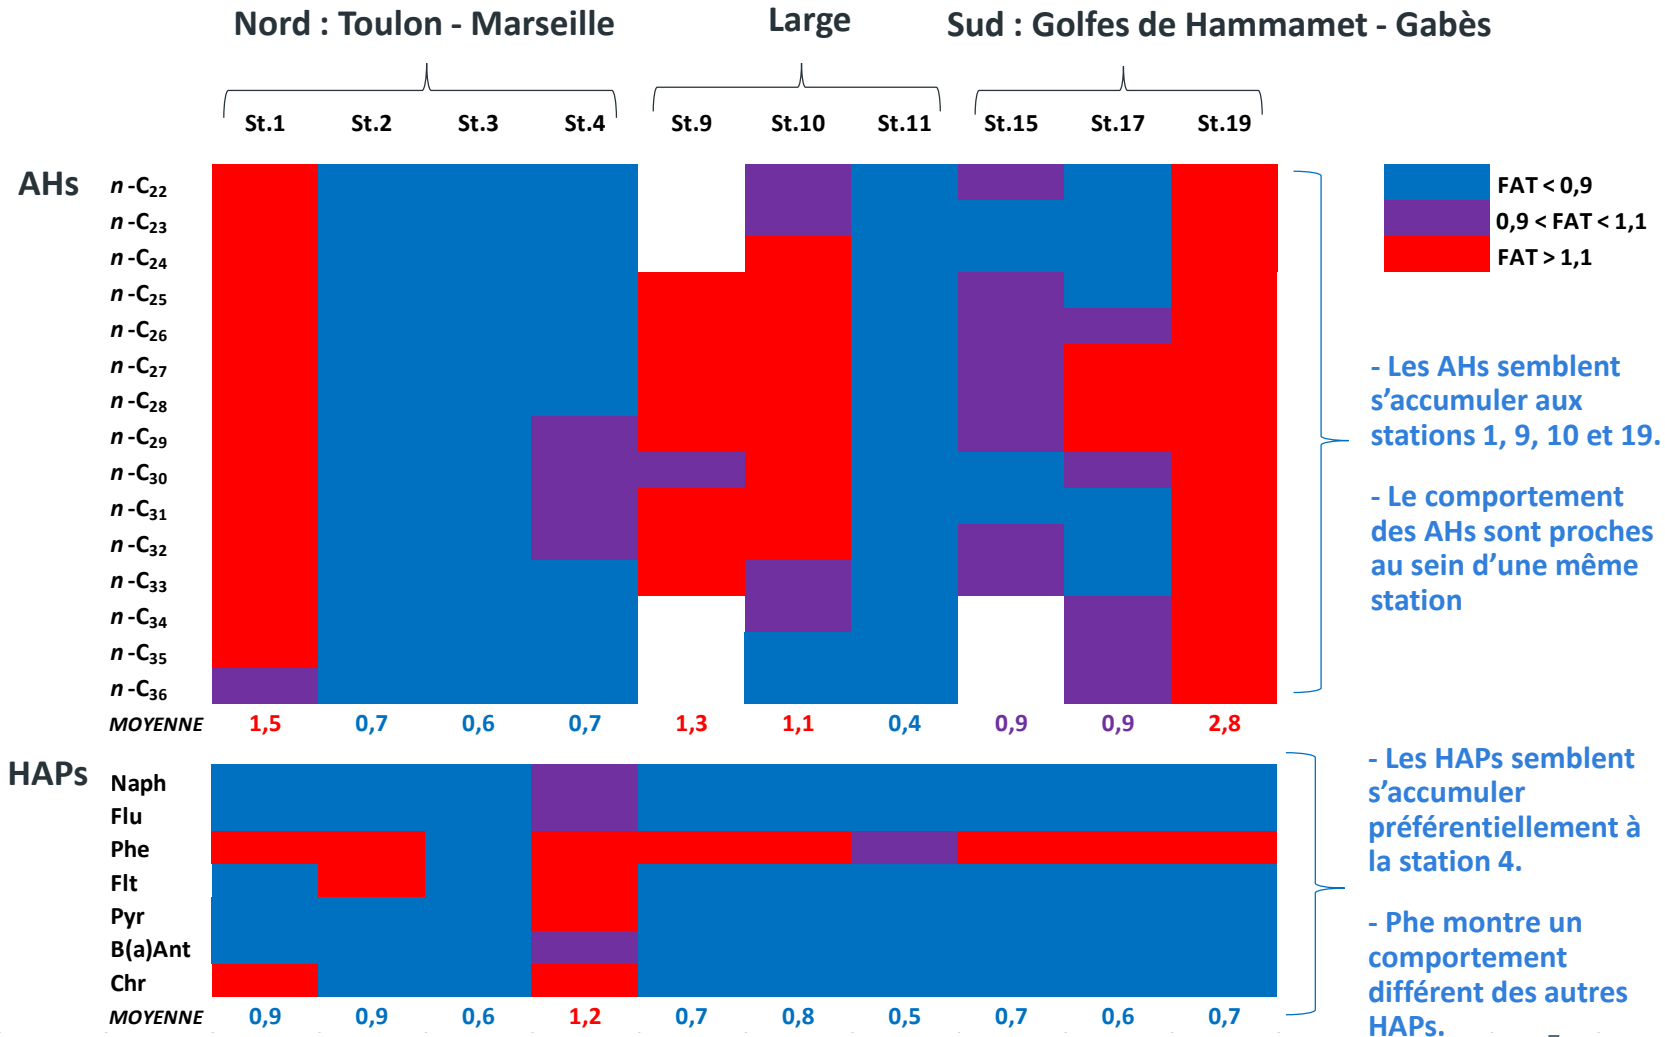 Nord : Toulon - Marseille
Large
Sud : Golfes de Hammamet - Gabès
St.1 St.2 St.3 St.4 St.9 St.10 St.11 St.15 St.17 St.19
AHs
n-C22
n-C23
n-C24
n-C25
n-C26
n-C27
n-C28
n-C29
n-C30
n-C31
n-C32
n-C33
n-C34
n-C35
n-C36
MOYENNE 1,5 0,7 0,6 0,7 1,3 1,1 0,4 0,9 0,9 2,8
FAT < 0,9
0,9 < FAT < 1,1
FAT > 1,1
- Les AHs semblent
s’accumuler aux
stations 1, 9, 10 et 19.
- Le comportement
des AHs sont proches
au sein d’une même
station
HAPs
Naph
Flu
Phe
Flt
Pyr
B(a)Ant
Chr
MOYENNE 0,9 0,9 0,6 1,2 0,7 0,8 0,5 0,7 0,6 0,7
- Les HAPs semblent
s’accumuler
préférentiellement à
la station 4.
- Phe montre un
comportement
différent des autres
HAPs.